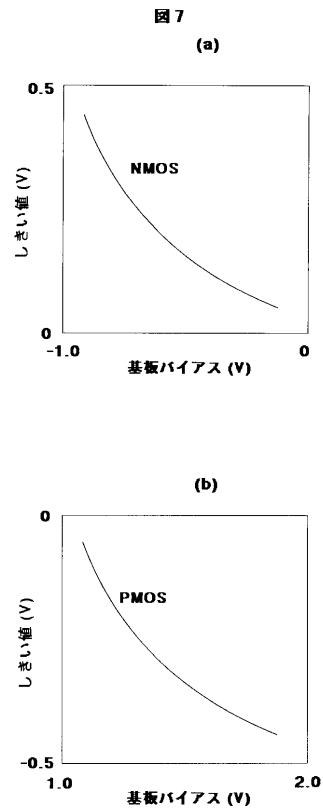 図7
(a)
0.5
NMOS
しきい値 (V)
0
-1.0
0
基板バイアス (V)
(b)
0
PMOS
しきい値 (V)
-0.5
1.0
2.0
基板バイアス (V)